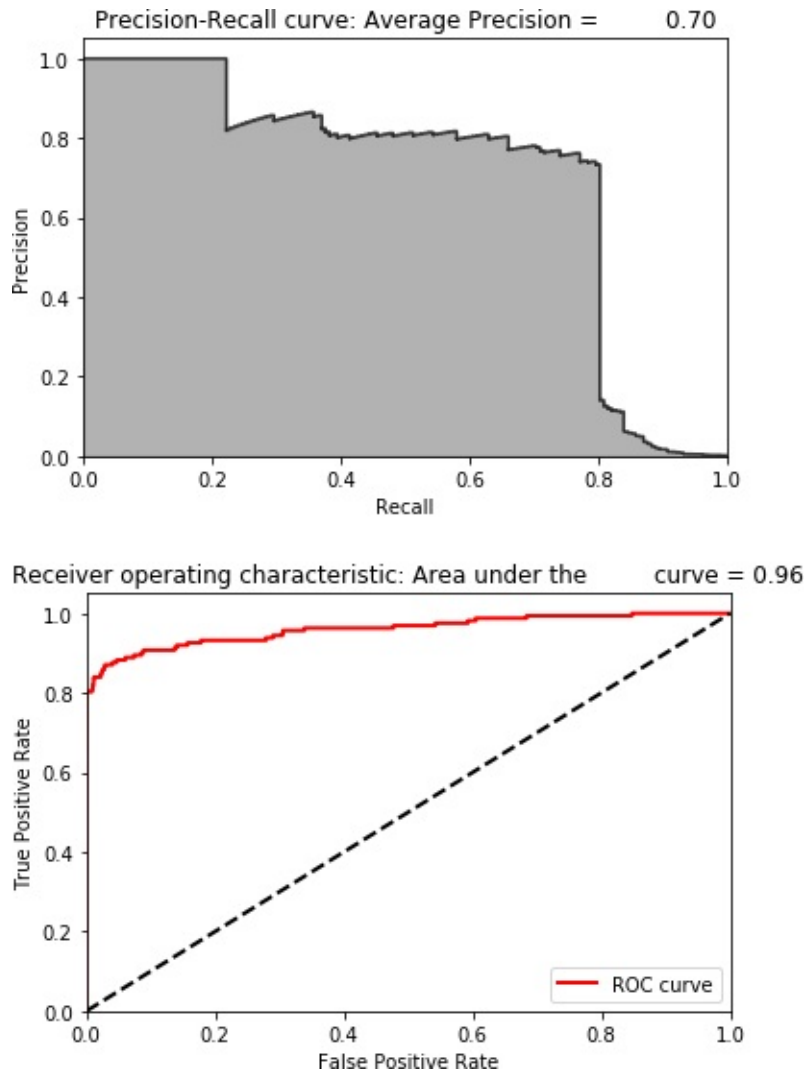 Precision-Recall curve: Average Precision = 0.70
1.0
0.8
0.6
0.4
0.2
0.0
Precision
0.0 0.2 0.4 0.6 0.8 1.0
Recall
Receiver operating characteristic: Area under the curve = 0.96
1.0
0.8
0.6
0.4
0.2
0.0
True Positive Rate
ROC curve
0.0 0.2 0.4 0.6 0.8 1.0
False Positive Rate